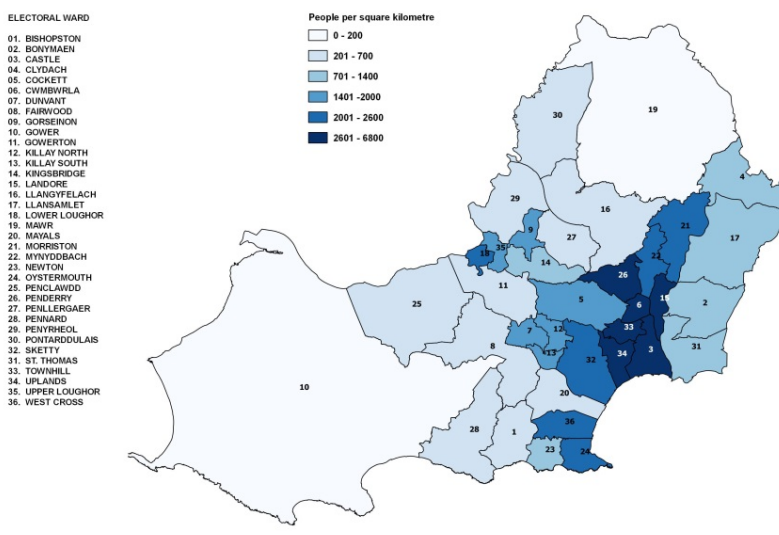 ELECTORAL WARD
01. BISHOPSTON
02. BONYMAEN
03. CASTLE
04. CLYDACH
05. COCKETT
06. CWMBWRLA
07. DUNVANT
08. FAIRWOOD
09. GORSEINON
10. GOWER
11. GOWERTON
12. KILLAY NORTH
13. KILLAY SOUTH
14. KINGSBRIDGE
15. LANDORE
16. LLANGYFELACH
17. LLANSAMLET
18. LOWER LOUGHOR
19. MAWR
20. MAYALS
21. MORRISTON
22. MYNYDDBACH
23. NEWTON
24. OYSTERMOUTH
25. PENCLAWDD
26. PENDERRY
27. PENLLERGAER
28. PENNARD
29. PENYRHEOL
30. PONTARDDULAIS
32. SKETTY
31. ST. THOMAS
33. TOWNHILL
34. UPLANDS
35. UPPER LOUGHOR
36. WEST CROSS
People per square kilometre
0 - 200
201 - 700
701 - 1400
1401 -2000
2001 - 2600
2601 - 6800
30
19
4
29
16
9
21
17
35
27
18
22
14
26
11
5
15
25
6
2
7
12
33
8
13
34
3
31
32
10
20
36
28
1
23
24